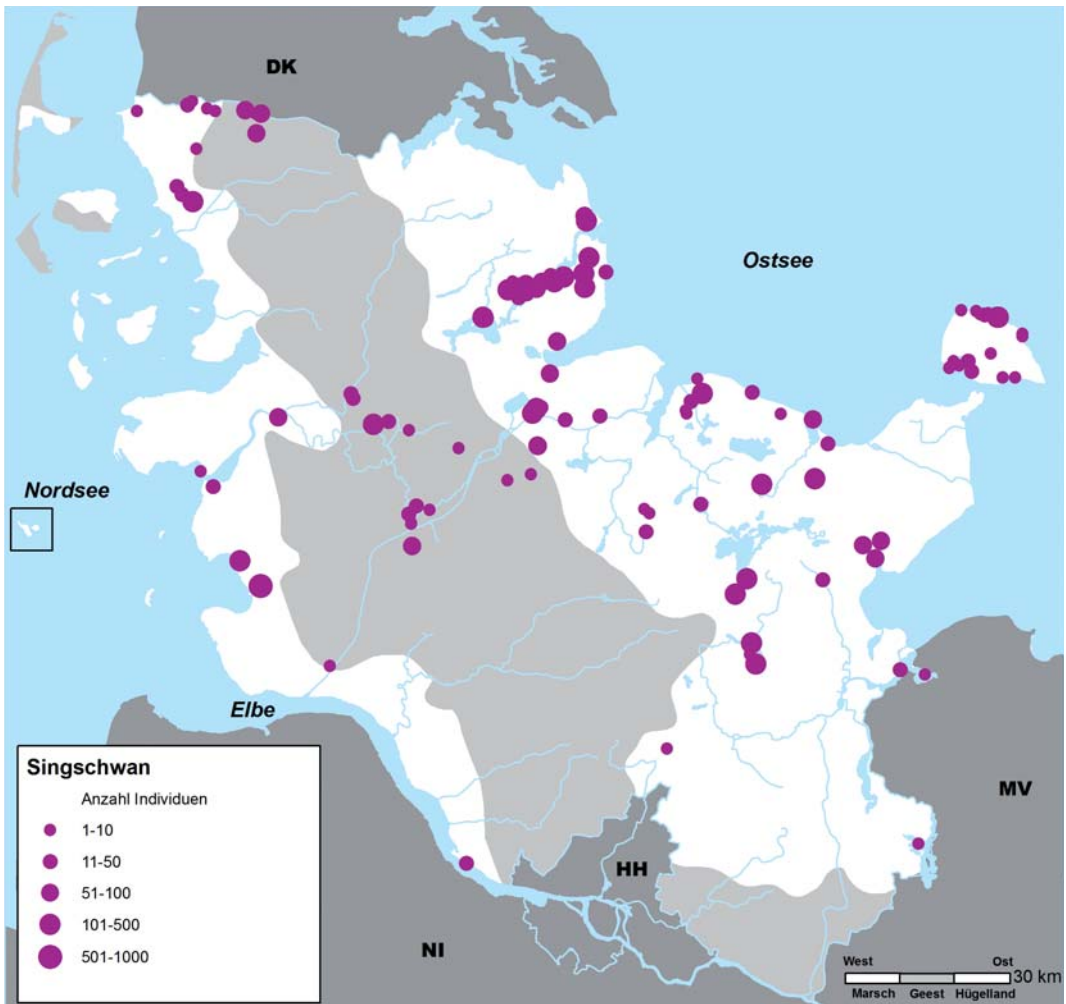 DK
Ostsee
Nordsee
Elbe
Singschwan
Anzahl Individuen
1-10
11-50
51-100
101-500
501-1000
MV
HH
NI
West Ost
30 km
Marsch Geest Hügelland